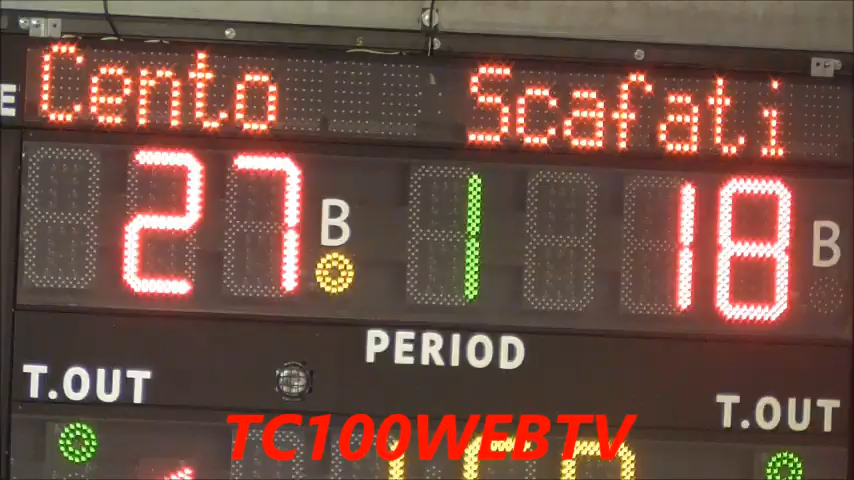 Cento Scafati
E
27 B 1 18 B
PERIOD
T.OUT T.OUT
TC100WEBTV